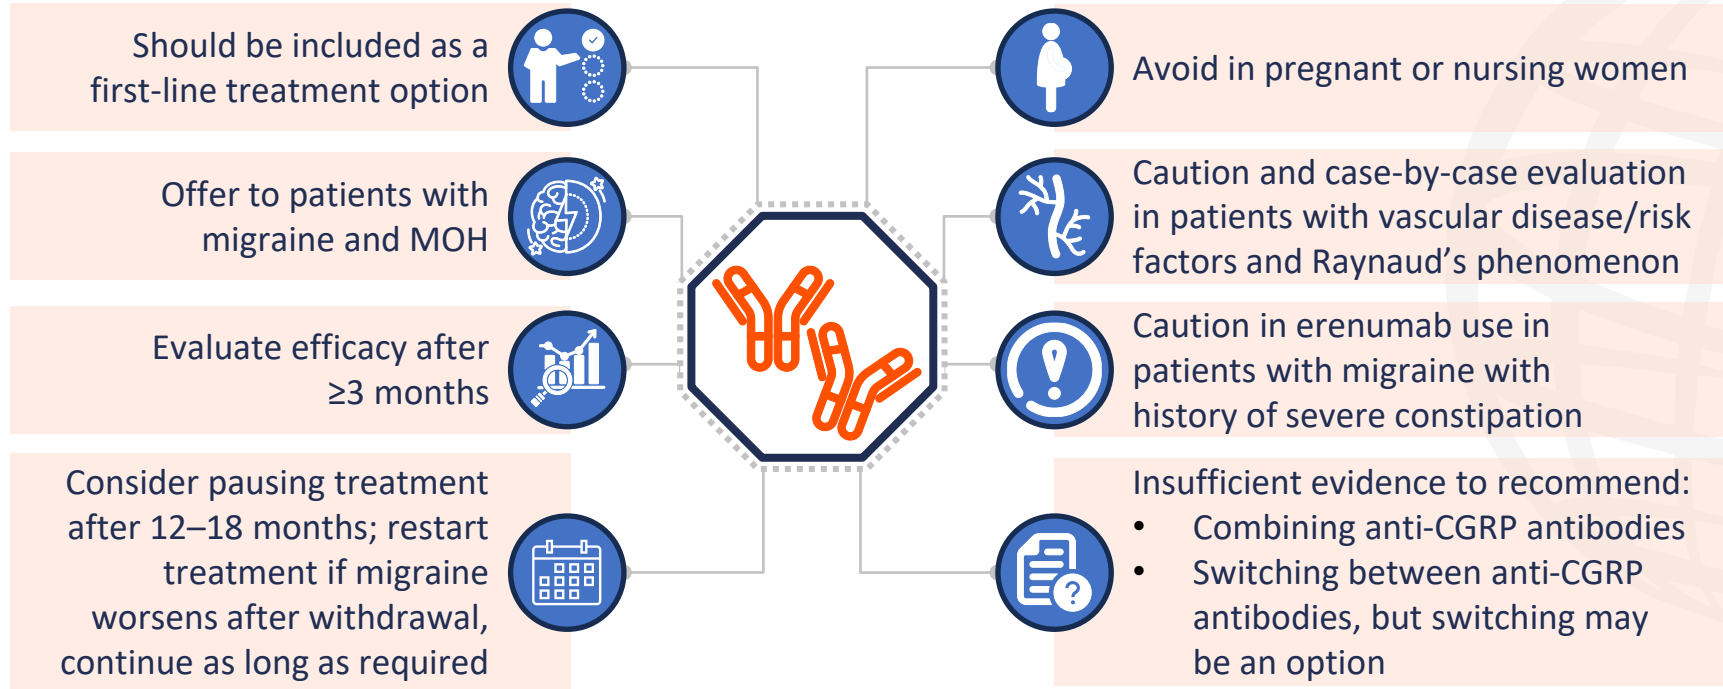 Should be included as a
first-line treatment option
Offer to patients with
migraine and MOH
Evaluate efficacy after
≥3 months
Consider pausing treatment
after 12–18 months; restart
treatment if migraine
worsens after withdrawal,
continue as long as required
Avoid in pregnant or nursing women
Caution and case-by-case evaluation
in patients with vascular disease/risk
factors and Raynaud’s phenomenon
Caution in erenumab use in
patients with migraine with
history of severe constipation
Insufficient evidence to recommend:
• Combining anti-CGRP antibodies
• Switching between anti-CGRP
antibodies, but switching may
be an option
?